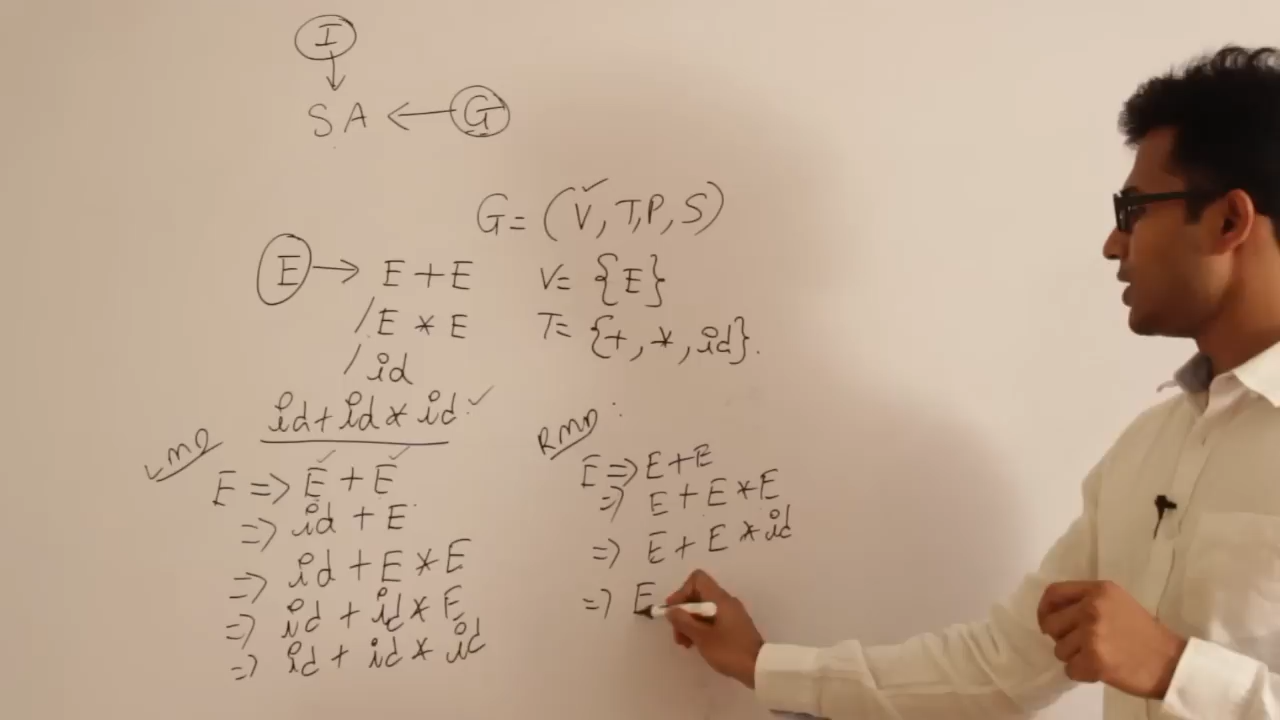 I
SA ← G
G = (V, T, P, S)
E → E + E
/ E * E
/ id
V = {E}
T = {+, *, id}.
id + id * id
LMD
E => E + E
=> id + E
=> id + E * E
=> id + id * E
=> id + id * id
RMD :
E => E + E
=> E + E * E
=> E + E * id
=> E